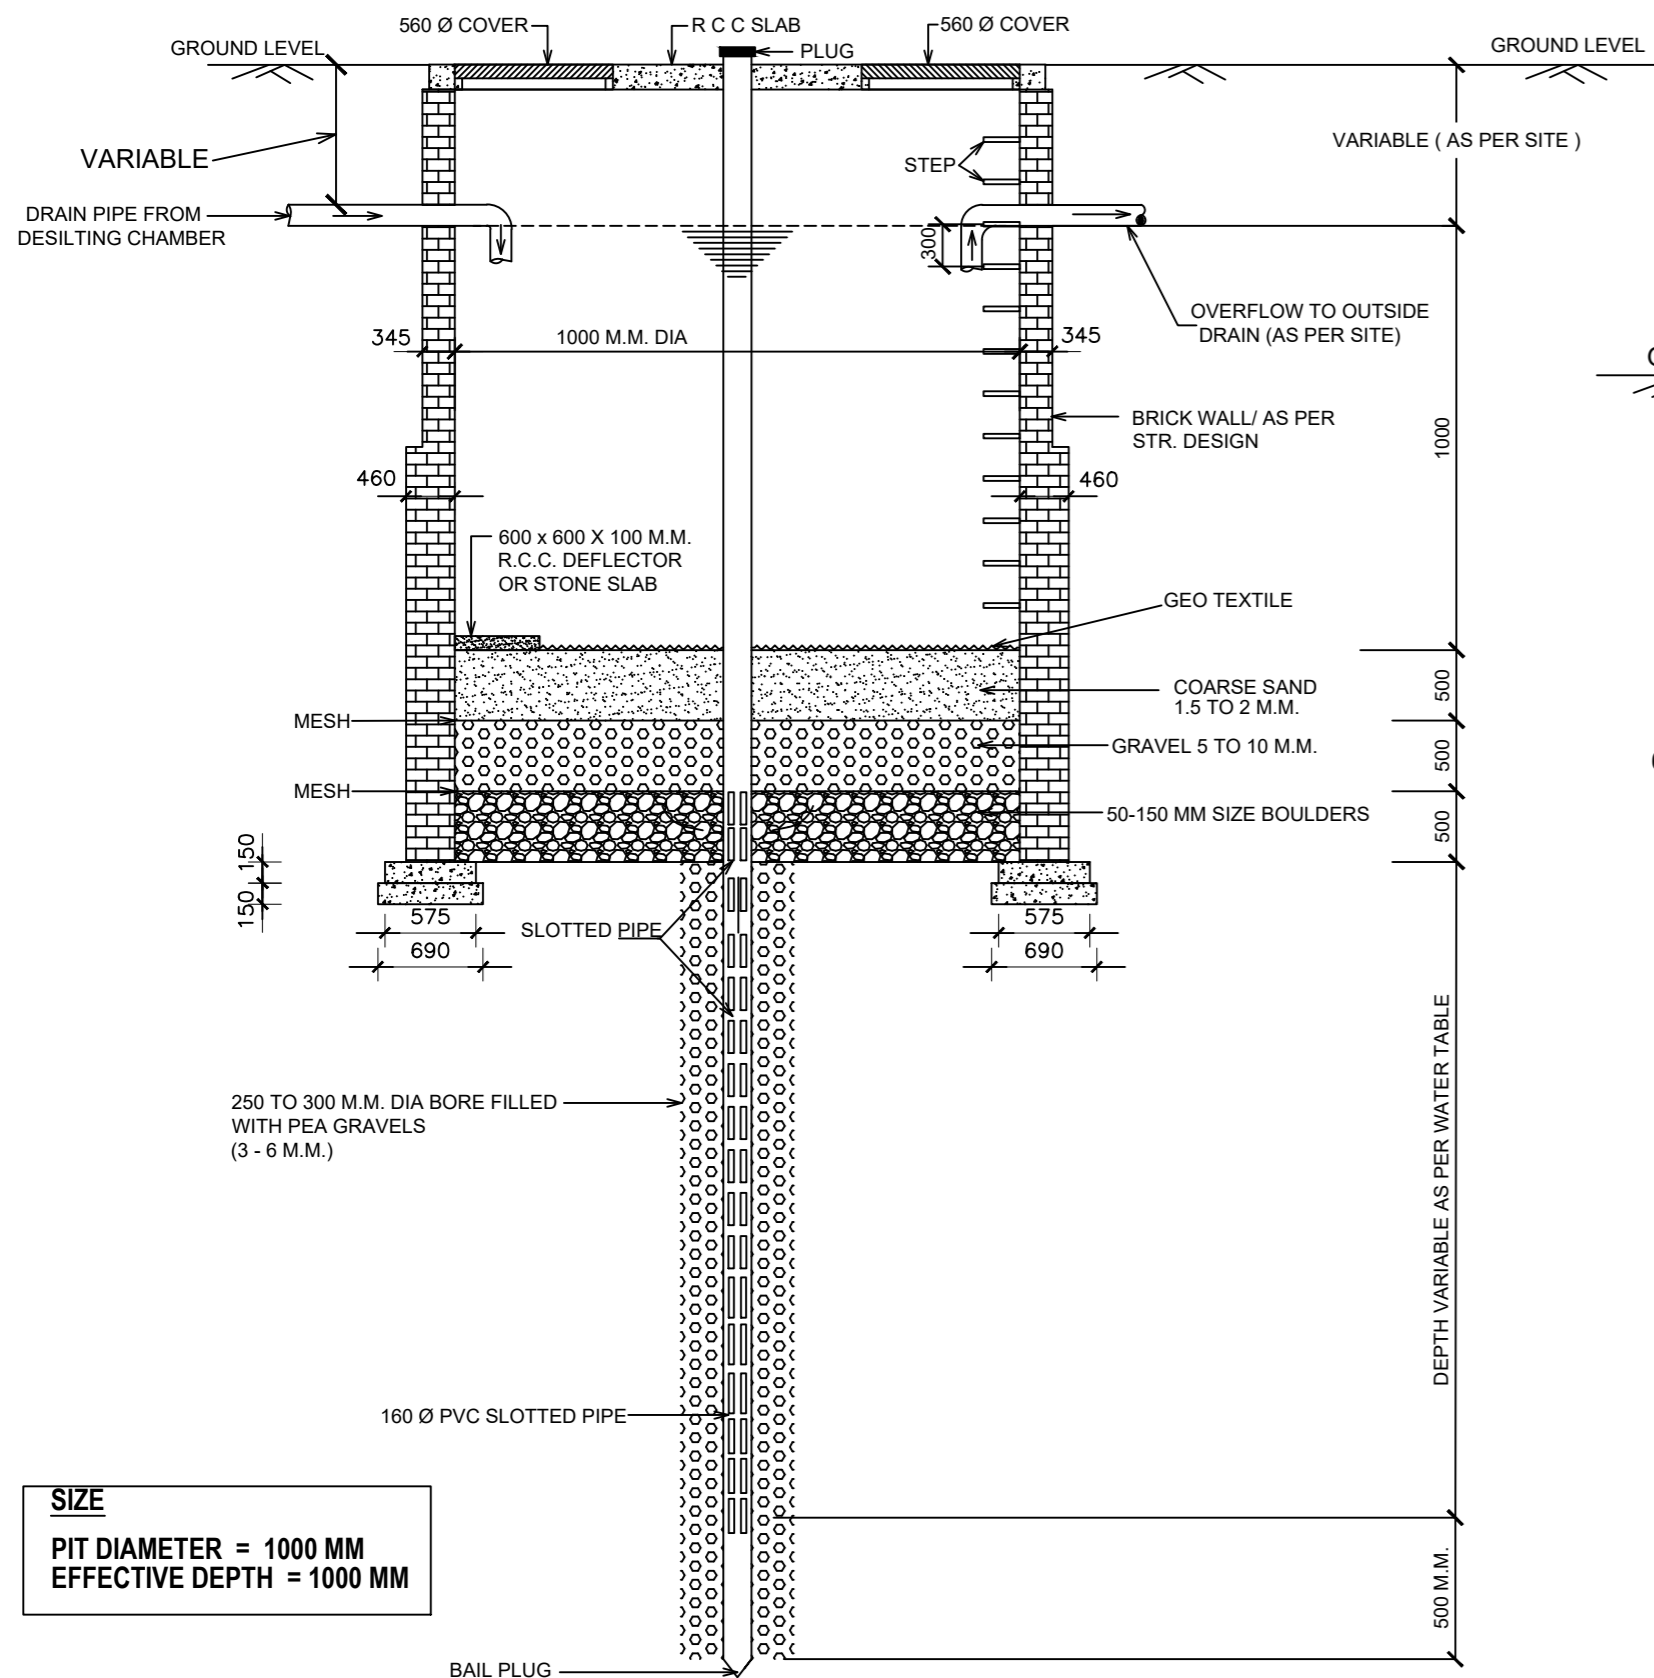 560 Ø COVER
R C C SLAB
560 Ø COVER
GROUND LEVEL
PLUG
GROUND LEVEL
VARIABLE
VARIABLE ( AS PER SITE )
STEP
DRAIN PIPE FROM
DESILTING CHAMBER
300
OVERFLOW TO OUTSIDE
DRAIN (AS PER SITE)
345
1000 M.M. DIA
345
BRICK WALL/ AS PER
STR. DESIGN
1000
460
460
600 x 600 X 100 M.M.
R.C.C. DEFLECTOR
OR STONE SLAB
GEO TEXTILE
COARSE SAND
1.5 TO 2 M.M.
500
MESH
GRAVEL 5 TO 10 M.M.
500
MESH
50-150 MM SIZE BOULDERS
500
150
150
575
575
SLOTTED PIPE
690
690
250 TO 300 M.M. DIA BORE FILLED
WITH PEA GRAVELS
(3 - 6 M.M.)
DEPTH VARIABLE AS PER WATER TABLE
160 Ø PVC SLOTTED PIPE
SIZE
PIT DIAMETER = 1000 MM
EFFECTIVE DEPTH = 1000 MM
500 M.M.
BAIL PLUG